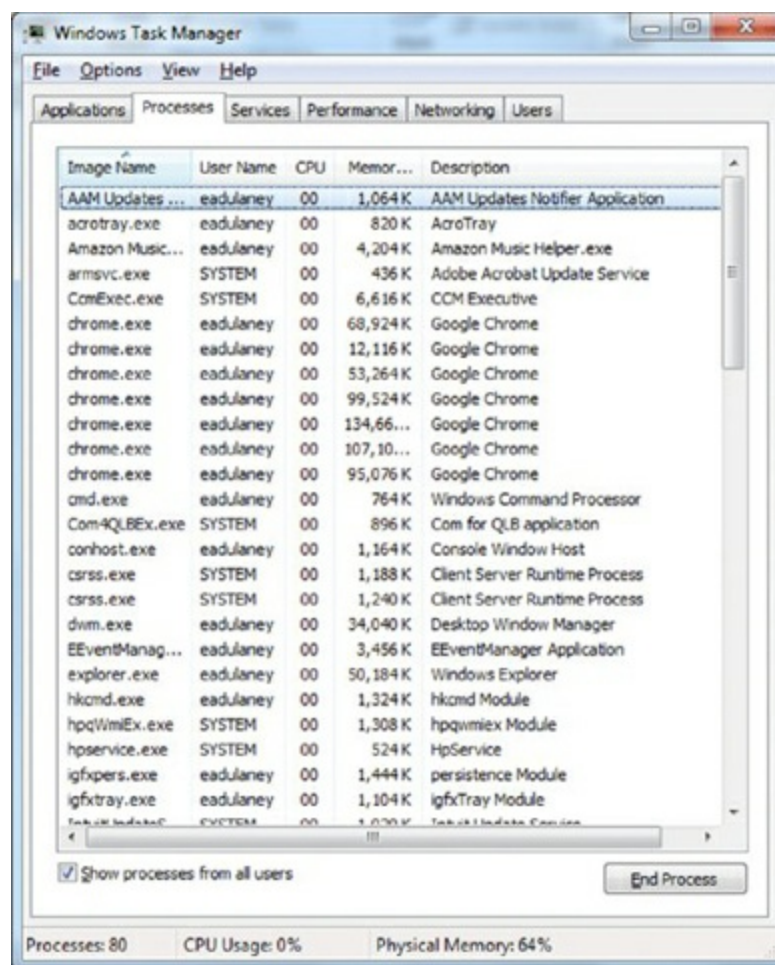 Windows Task Manager
File Options View Help
Applications Processes Services Performance Networking Users
Image Name User Name CPU Memor... Description
AAM Updates ... eadulaney 00 1,064 K AAM Updates Notifier Application
acrotray.exe eadulaney 00 820 K AcroTray
Amazon Music... eadulaney 00 4,204 K Amazon Music Helper.exe
armsvc.exe SYSTEM 00 436 K Adobe Acrobat Update Service
CcmExec.exe SYSTEM 00 6,616 K CCM Executive
chrome.exe eadulaney 00 68,924 K Google Chrome
chrome.exe eadulaney 00 12,116 K Google Chrome
chrome.exe eadulaney 00 53,264 K Google Chrome
chrome.exe eadulaney 00 99,524 K Google Chrome
chrome.exe eadulaney 00 134,66... Google Chrome
chrome.exe eadulaney 00 107,10... Google Chrome
chrome.exe eadulaney 00 95,076 K Google Chrome
cmd.exe eadulaney 00 764 K Windows Command Processor
Com4QLBEx.exe SYSTEM 00 896 K Com for QLB application
conhost.exe eadulaney 00 1,164 K Console Window Host
csrss.exe SYSTEM 00 1,188 K Client Server Runtime Process
csrss.exe SYSTEM 00 1,240 K Client Server Runtime Process
dwm.exe eadulaney 00 34,040 K Desktop Window Manager
EEventManag... eadulaney 00 3,456 K EEventManager Application
explorer.exe eadulaney 00 50,184 K Windows Explorer
hkcmd.exe eadulaney 00 1,324 K hkcmd Module
hpqWmiEx.exe SYSTEM 00 1,308 K hpqwmiex Module
hpservice.exe SYSTEM 00 524 K HpService
igfxpers.exe eadulaney 00 1,444 K persistence Module
igfxtray.exe eadulaney 00 1,104 K igfxTray Module
SYSTEM 00 Intuit Update Service
Show processes from all users
End Process
Processes: 80 CPU Usage: 0% Physical Memory: 64%